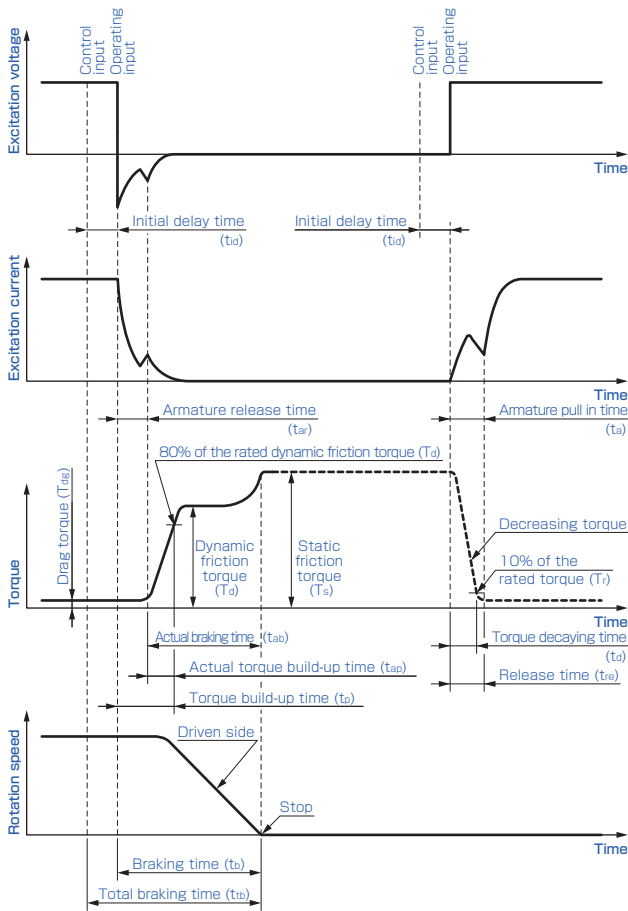 Control
input
Operating
input
Control
input
Operating
input
Excitation voltage
Time
Initial delay time
(tid)
Initial delay time
(tid)
Excitation current
Time
Armature release time
(tar)
Armature pull in time
(ta)
80% of the rated dynamic friction torque (Td)
Drag torque (Tdg)
Torque
Dynamic
friction
torque
(Td)
Static
friction
torque
(Ts)
Decreasing torque
10% of the
rated torque (Tr)
Time
Actual braking time (tab)
Torque decaying time
(td)
Actual torque build-up time (tap)
Release time (tre)
Torque build-up time (tp)
Rotation speed
Driven side
Stop
Time
Braking time (tb)
Total braking time (ttb)